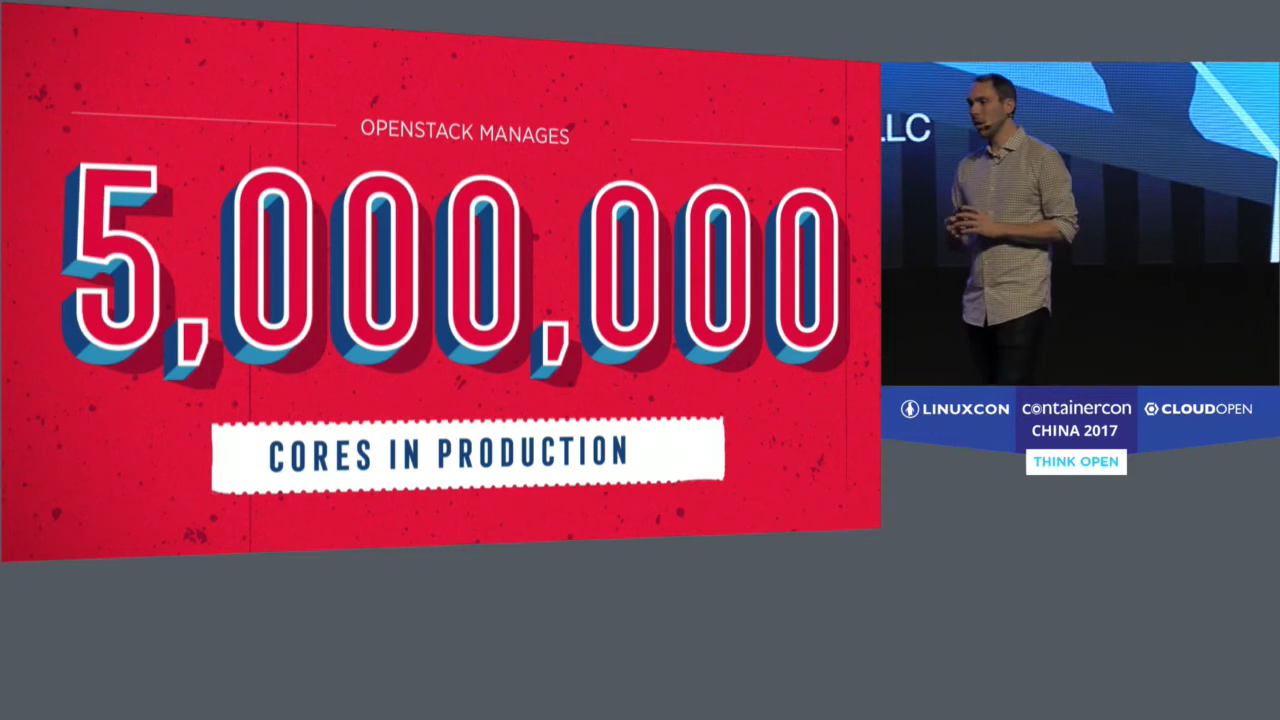 OPENSTACK MANAGES
5,000,000
CORES IN PRODUCTION
LLC
LINUXCON containercon CLOUDOPEN
CHINA 2017
THINK OPEN